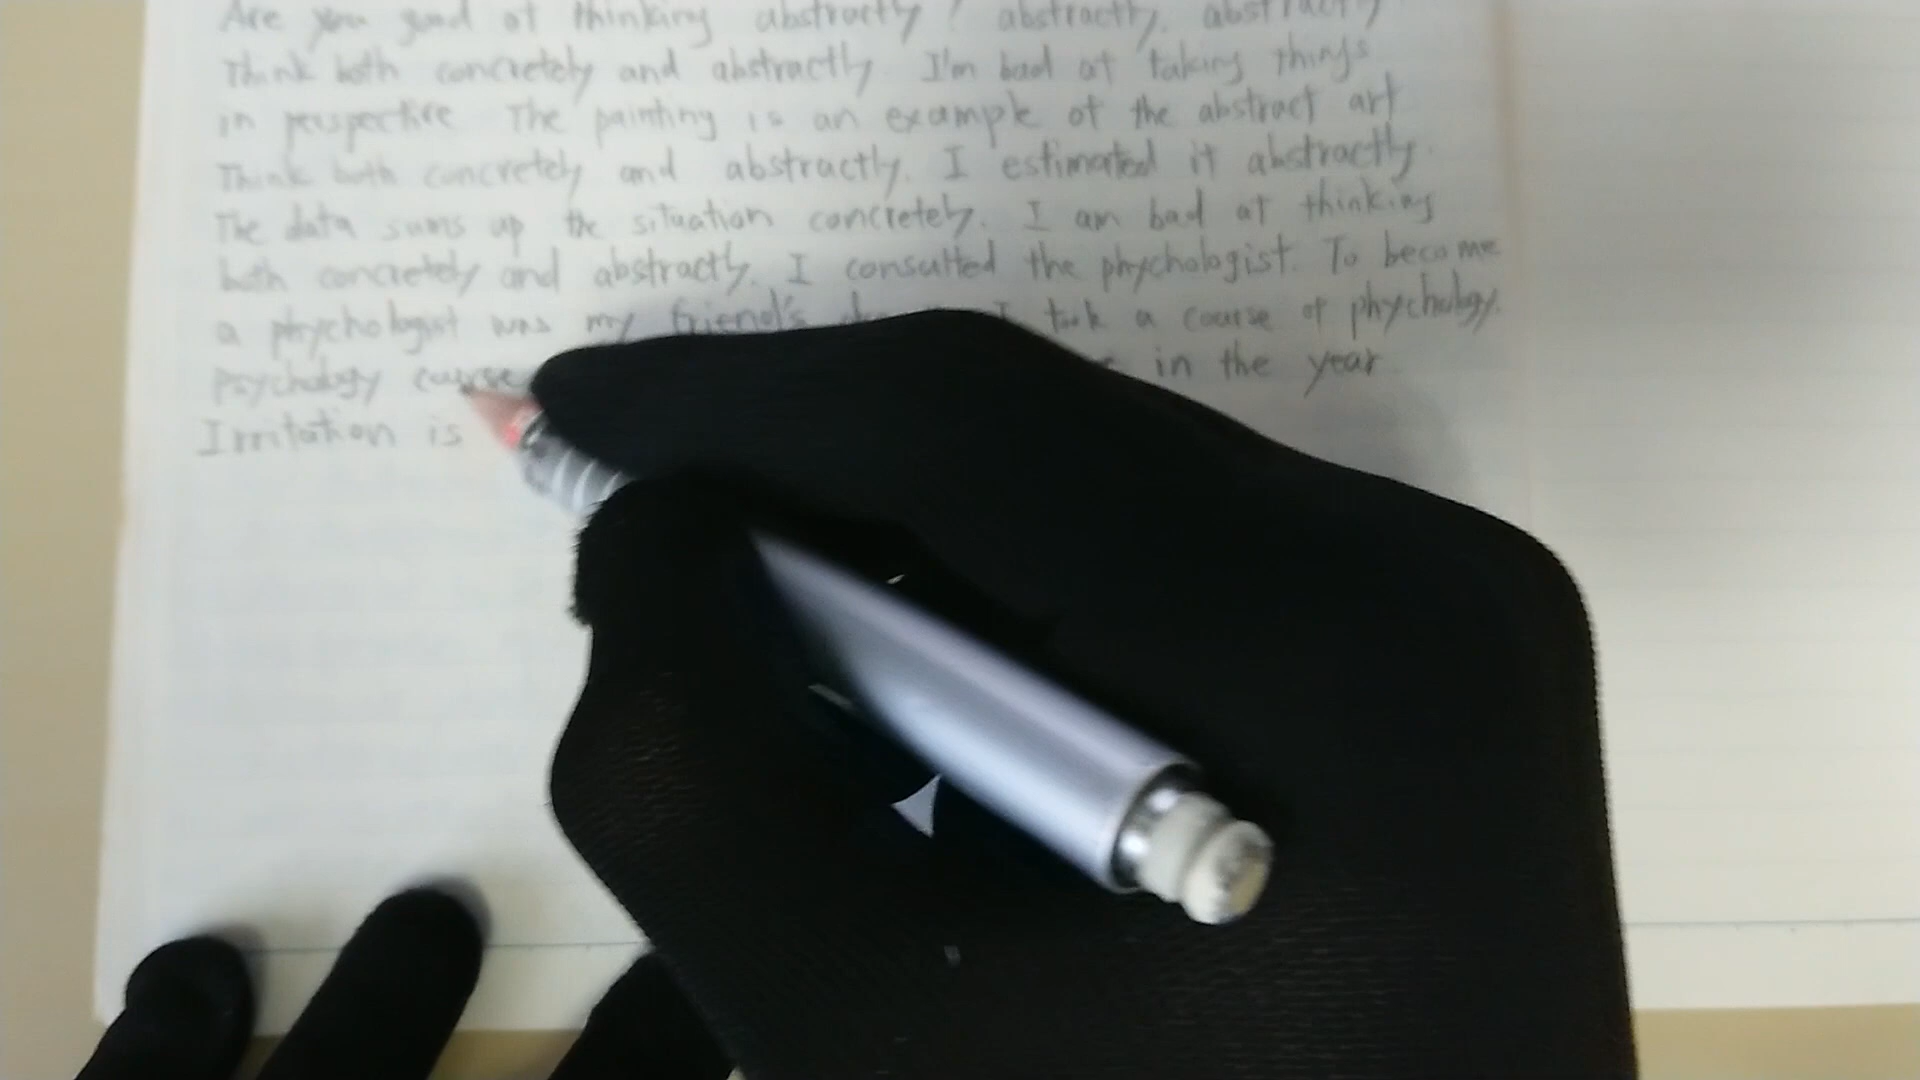 Are you good at thinking abstractly? abstractly. abstractly
Think both concretely and abstractly. I'm bad at taking things
in perspective. The painting is an example of the abstract art
Think both concretely and abstractly. I estimated it abstractly.
The data sums up the situation concretely. I am bad at thinking
both concretely and abstractly. I consulted the phychologist. To become
a phychologist was my friend's I took a course of phychology.
Psychology course in the year
Irritation is